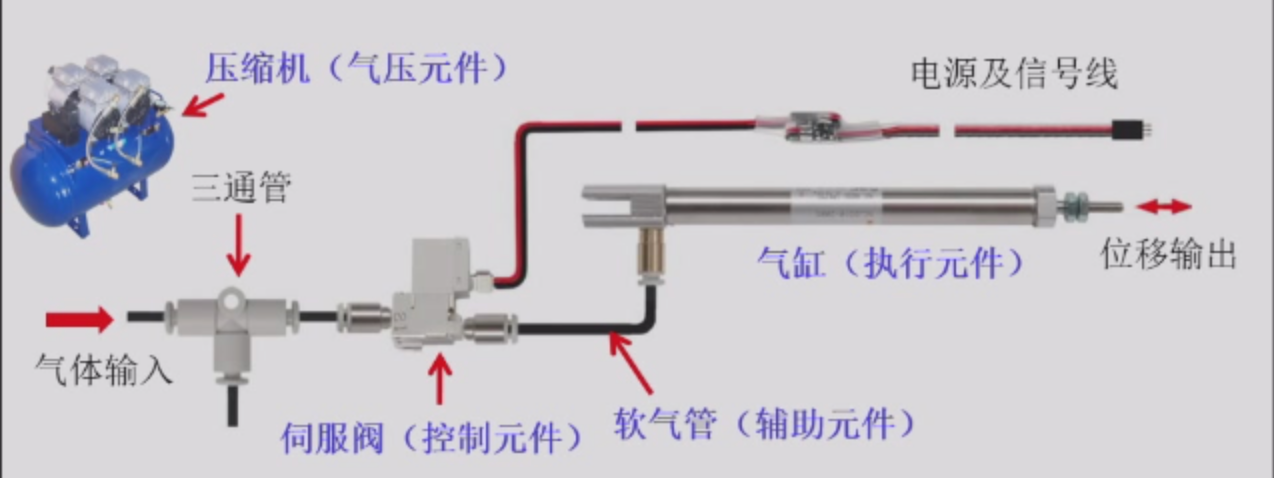 压缩机（气压元件）
电源及信号线
三通管
气缸（执行元件）
位移输出
气体输入
软气管（辅助元件）
伺服阀（控制元件）